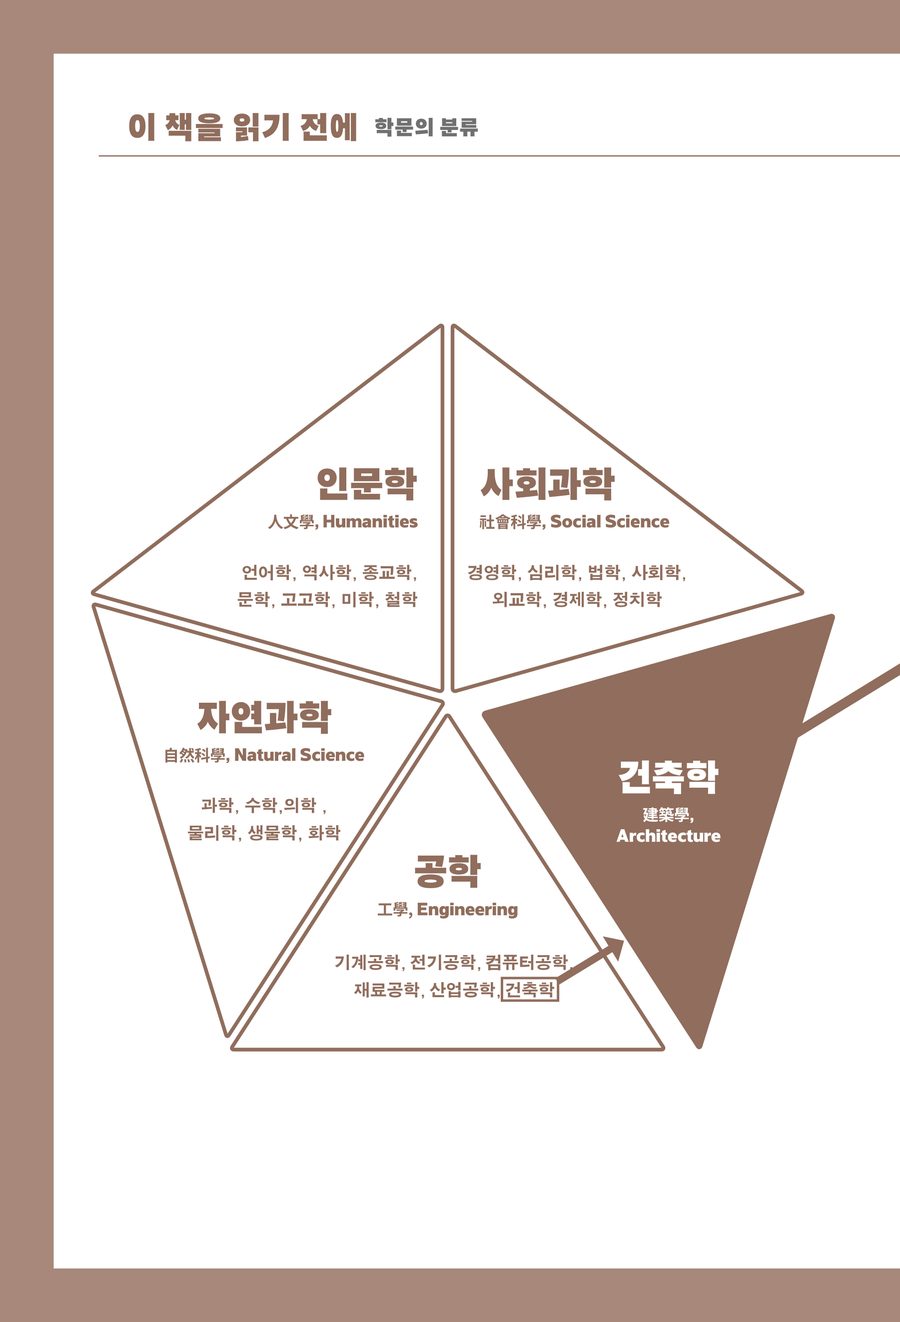 이 책을 읽기 전에 학문의 분류
인문학
人文學, Humanities
언어학, 역사학, 종교학,
문학, 고고학, 미학, 철학
사회과학
社會科學, Social Science
경영학, 심리학, 법학, 사회학,
외교학, 경제학, 정치학
자연과학
自然科學, Natural Science
과학, 수학,의학 ,
물리학, 생물학, 화학
건축학
建築學,
Architecture
공학
工學, Engineering
기계공학, 전기공학, 컴퓨터공학,
재료공학, 산업공학, 건축학